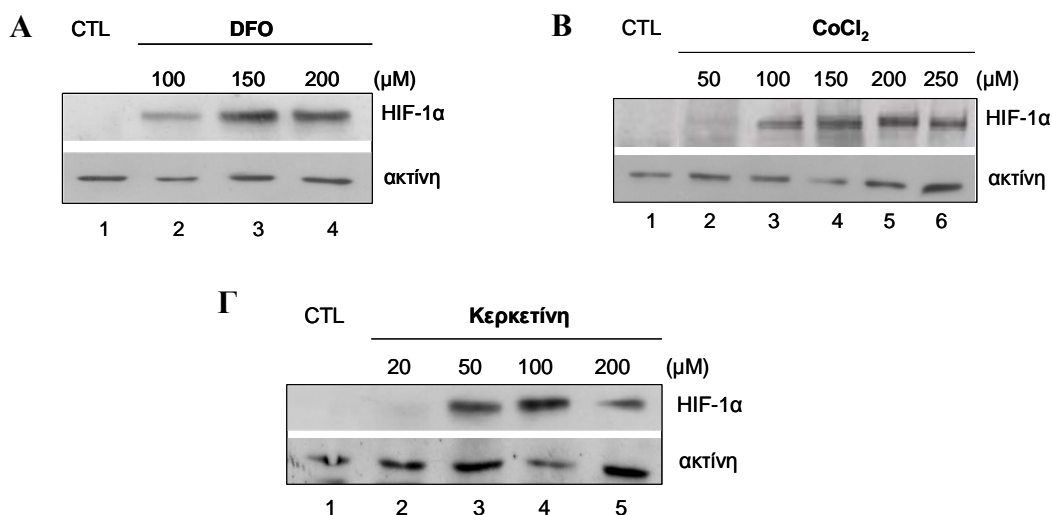 Α CTL DFO
100 150 200 (μM)
HIF-1α
ακτίνη
1 2 3 4
Β CTL CoCl₂
50 100 150 200 250 (μM)
HIF-1α
ακτίνη
1 2 3 4 5 6
Γ CTL Κερκετίνη
20 50 100 200 (μM)
HIF-1α
ακτίνη
1 2 3 4 5